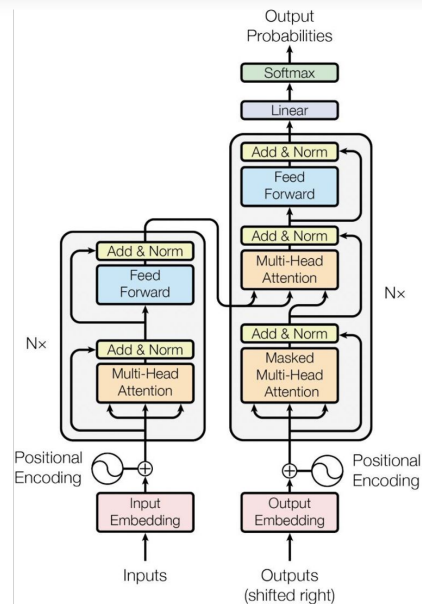 Output
Probabilities
Softmax
Linear
Add & Norm
Feed
Forward
Add & Norm
Multi-Head
Attention
Nx
Add & Norm
Masked
Multi-Head
Attention
Add & Norm
Feed
Forward
Nx
Add & Norm
Multi-Head
Attention
Positional
Encoding
Positional
Encoding
Input
Embedding
Output
Embedding
Inputs
Outputs
(shifted right)